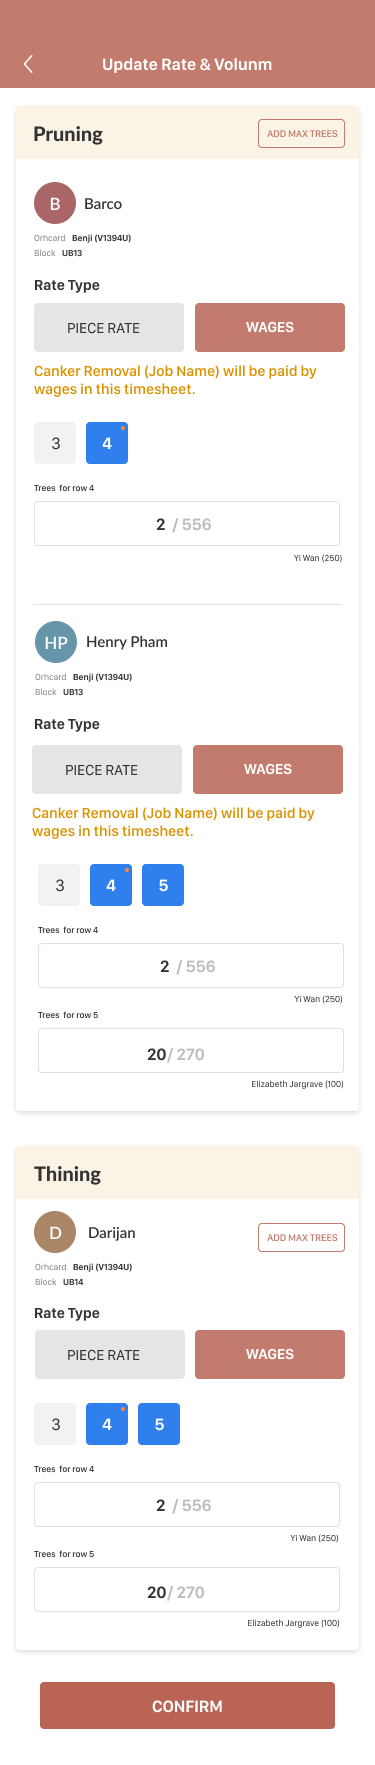 Update Rate & Volunm
Pruning
ADD MAX TREES
B
Barco
Orhcard Benji (V1394U)
Block UB13
Rate Type
PIECE RATE
WAGES
Canker Removal (Job Name) will be paid by
wages in this timesheet.
3
4
Trees for row 4
2 / 556
Yi Wan (250)
HP
Henry Pham
Orhcard Benji (V1394U)
Block UB13
Rate Type
PIECE RATE
WAGES
Canker Removal (Job Name) will be paid by
wages in this timesheet.
3
4
5
Trees for row 4
2 / 556
Yi Wan (250)
Trees for row 5
20/ 270
Elizabeth Jargrave (100)
Thining
D
Darijan
ADD MAX TREES
Orhcard Benji (V1394U)
Block UB14
Rate Type
PIECE RATE
WAGES
3
4
5
Trees for row 4
2 / 556
Yi Wan (250)
Trees for row 5
20/ 270
Elizabeth Jargrave (100)
CONFIRM